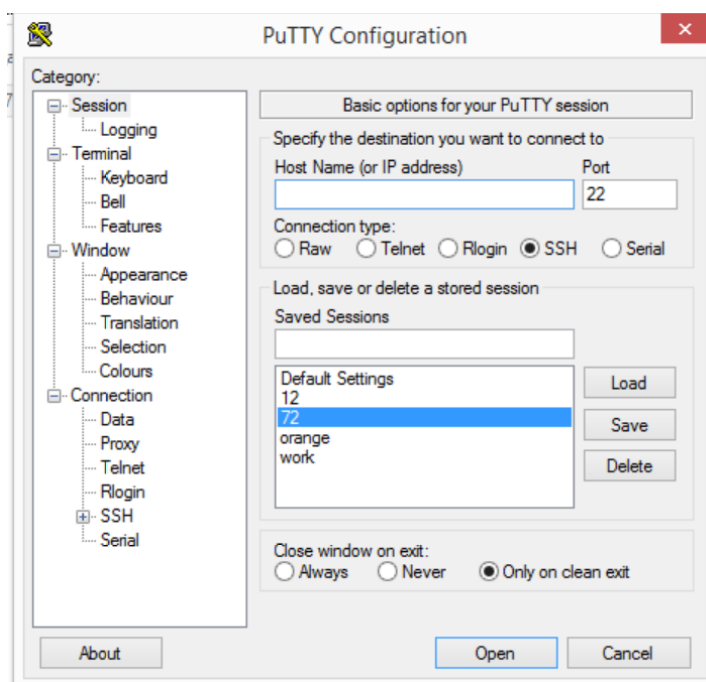 PuTTY Configuration
Category:
Session
Logging
Terminal
Keyboard
Bell
Features
Window
Appearance
Behaviour
Translation
Selection
Colours
Connection
Data
Proxy
Telnet
Rlogin
SSH
Serial
Basic options for your PuTTY session
Specify the destination you want to connect to
Host Name (or IP address) Port
22
Connection type:
Raw Telnet Rlogin SSH Serial
Load, save or delete a stored session
Saved Sessions
Default Settings
12
72
orange
work
Load
Save
Delete
Close window on exit:
Always Never Only on clean exit
About Open Cancel